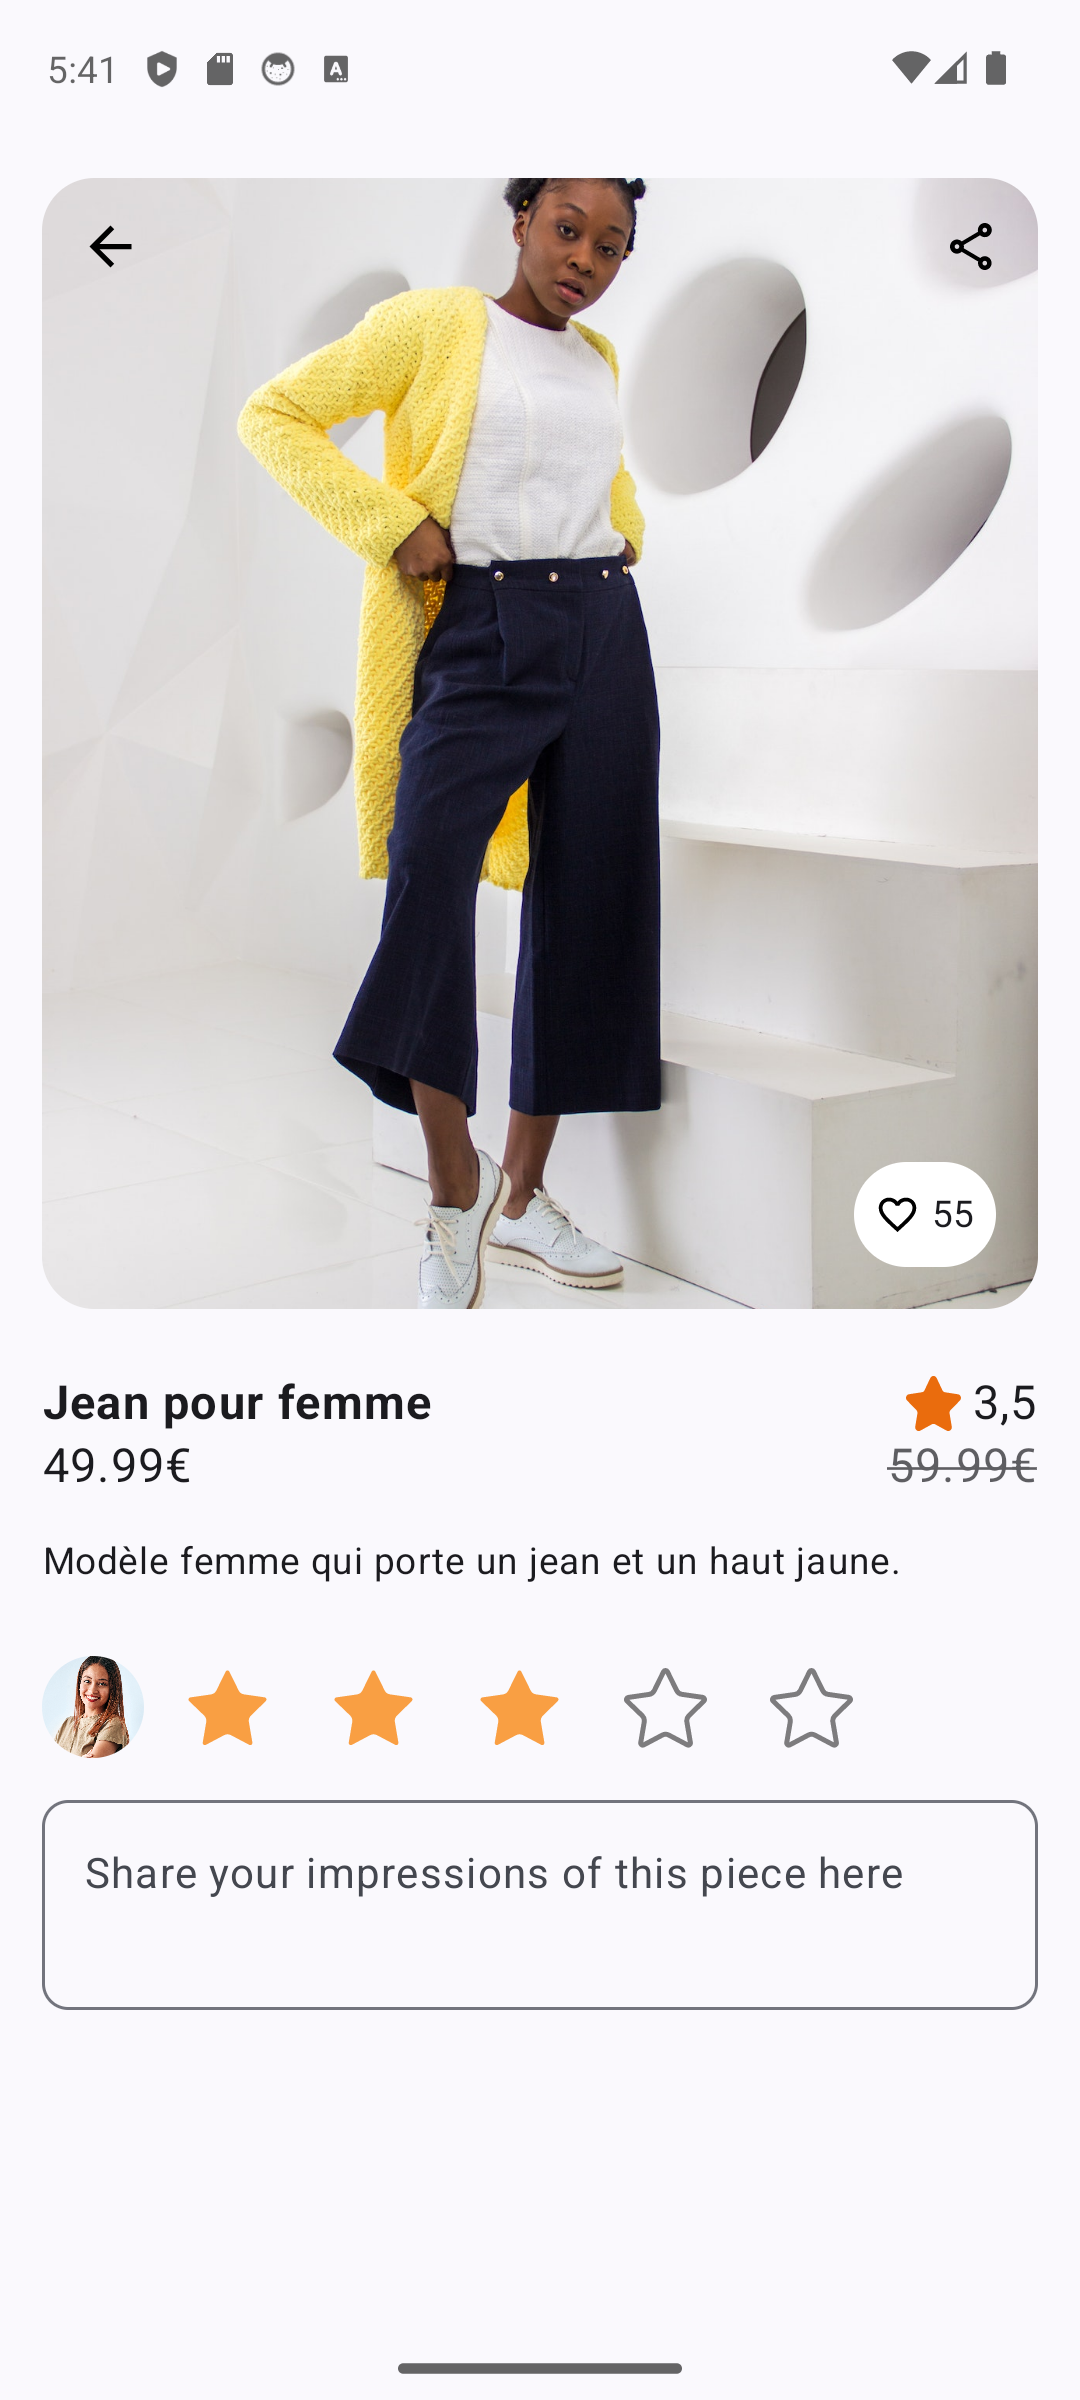 5:41
55
Jean pour femme
3,5
49.99€
59.99€
Modèle femme qui porte un jean et un haut jaune.
Share your impressions of this piece here